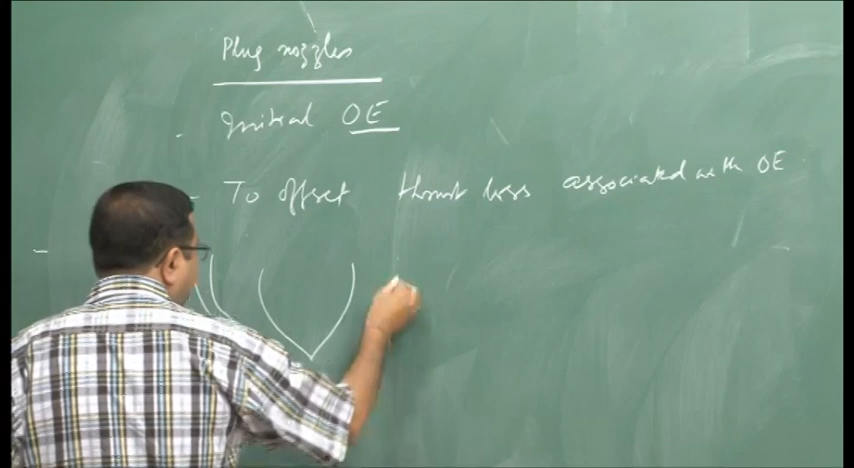 Plug nozzles
- Initial OE
- To offset thrust loss associated with OE